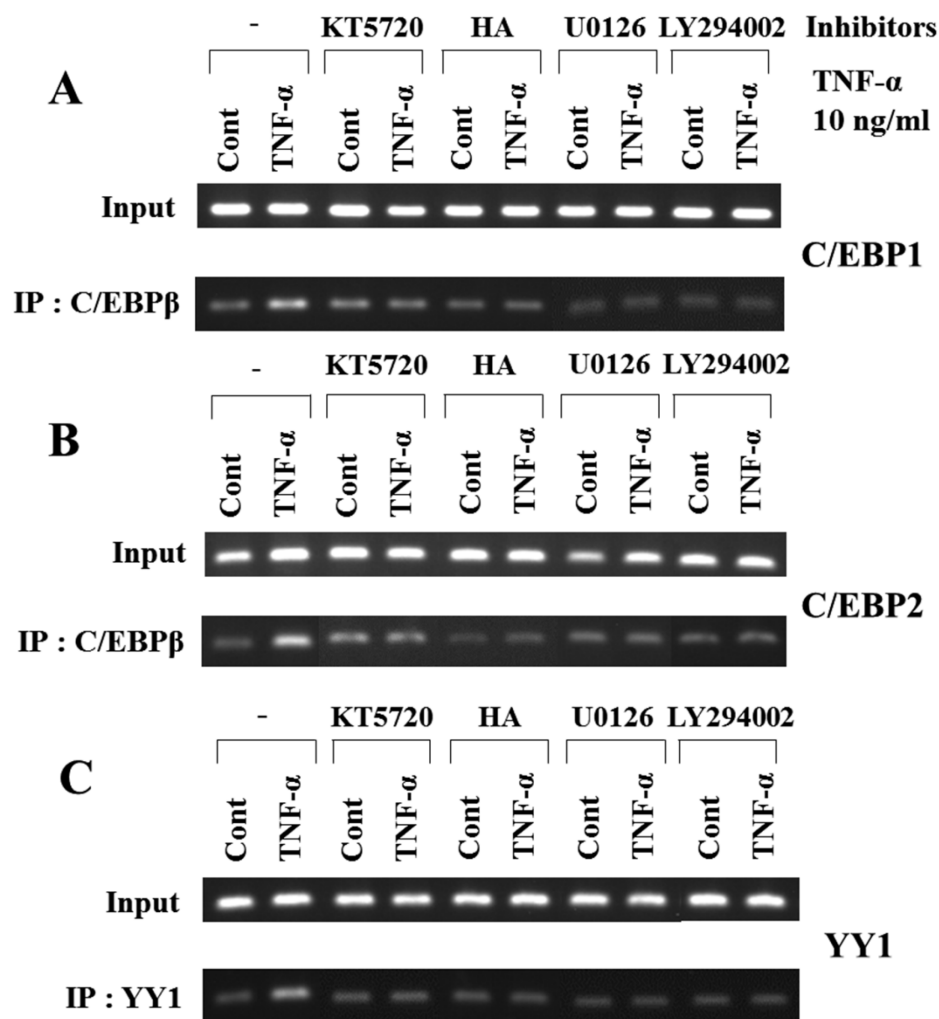 - KT5720 HA U0126 LY294002 Inhibitors
A
Cont TNF-α Cont TNF-α Cont TNF-α Cont TNF-α Cont TNF-α
TNF-α
10 ng/ml
Input
C/EBP1
IP : C/EBPβ
- KT5720 HA U0126 LY294002
B
Cont TNF-α Cont TNF-α Cont TNF-α Cont TNF-α Cont TNF-α
Input
C/EBP2
IP : C/EBPβ
- KT5720 HA U0126 LY294002
C
Cont TNF-α Cont TNF-α Cont TNF-α Cont TNF-α Cont TNF-α
Input
YY1
IP : YY1